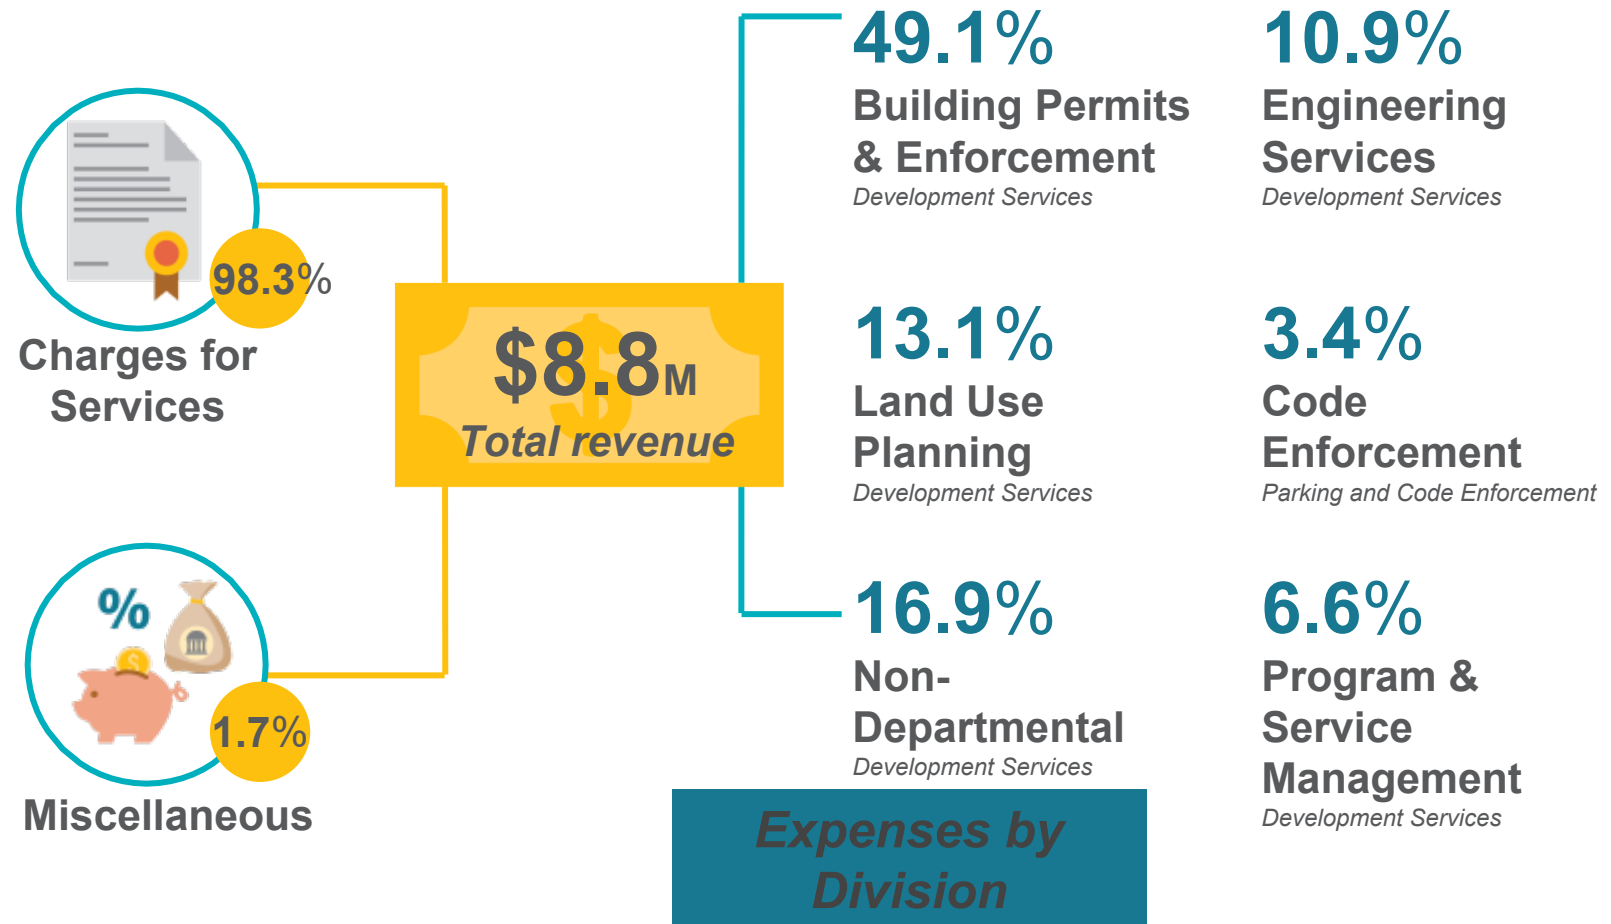 98.3%
Charges for
Services
1.7%
Miscellaneous
%
$
$8.8M
Total revenue
49.1%
Building Permits
& Enforcement
Development Services
13.1%
Land Use
Planning
Development Services
16.9%
Non-
Departmental
Development Services
10.9%
Engineering
Services
Development Services
3.4%
Code
Enforcement
Parking and Code Enforcement
6.6%
Program &
Service
Management
Development Services
Expenses by
Division